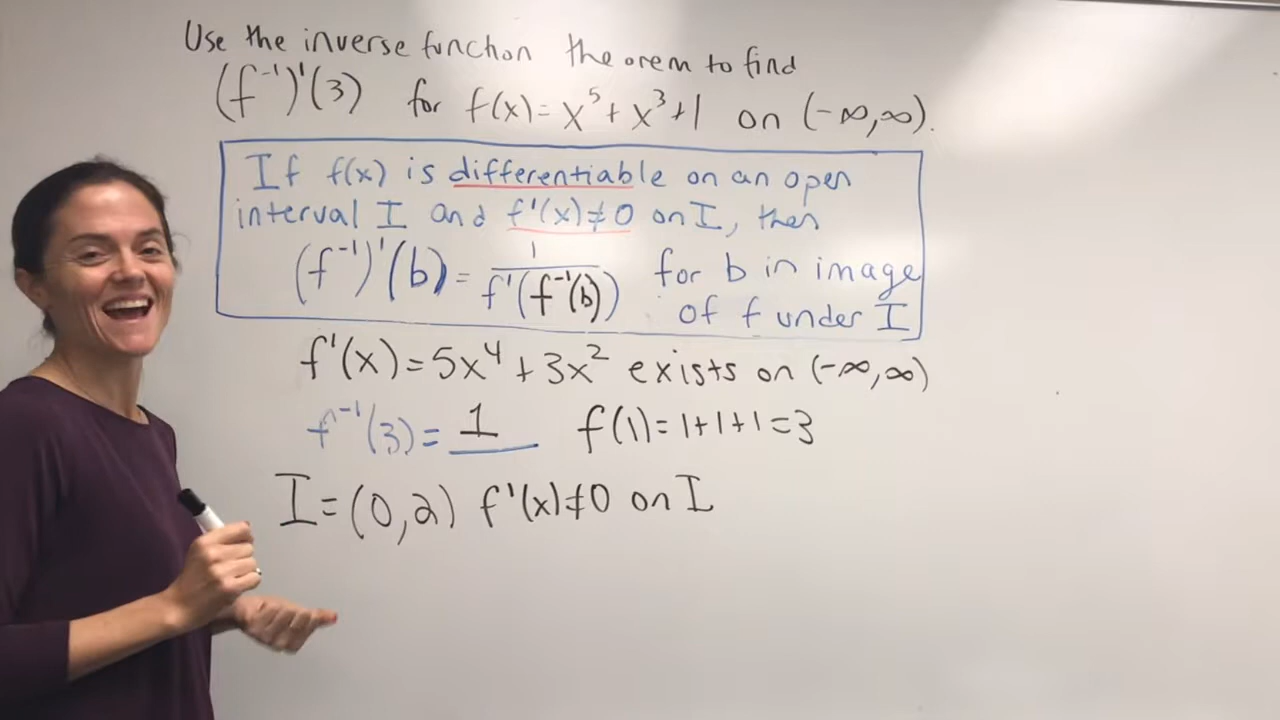 Use the inverse function theorem to find
(f⁻¹)'(3) for f(x)=x⁵+x³+1 on (-∞,∞).
If f(x) is differentiable on an open
interval I and f'(x)≠0 on I, then
(f⁻¹)'(b)=1/f'(f⁻¹(b)) for b in image
of f under I
f'(x)=5x⁴+3x² exists on (-∞,∞)
f⁻¹(3)=1 f(1)=1+1+1=3
I=(0,2) f'(x)≠0 on I